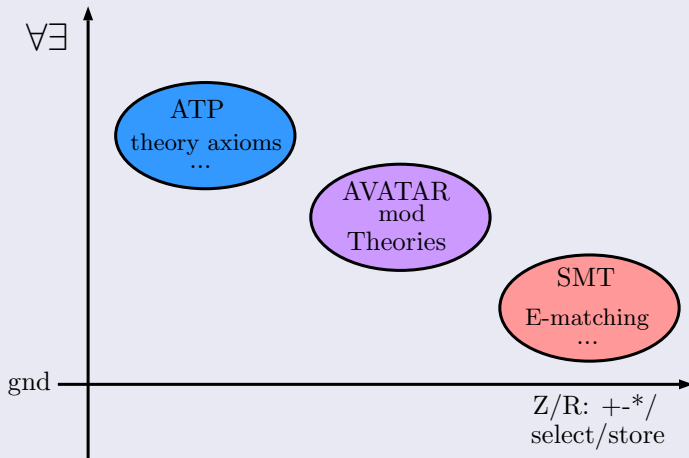 ∀∃
ATP
theory axioms
...
AVATAR
mod
Theories
SMT
E-matching
...
gnd
Z/R: +-*/
select/store